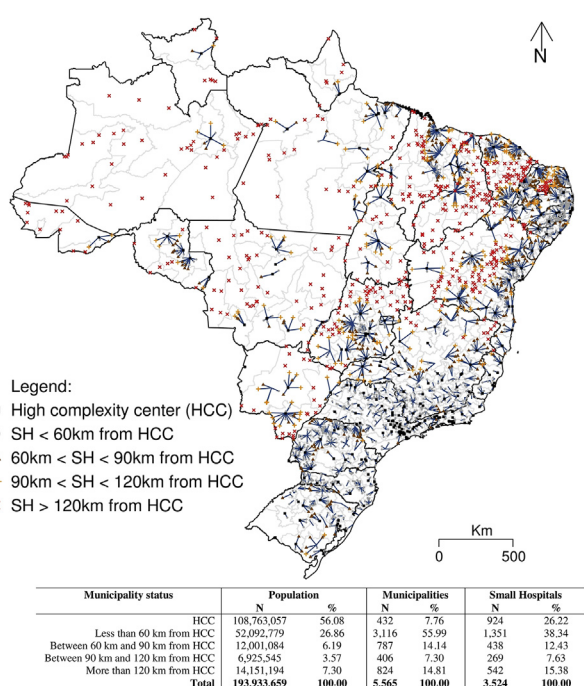 N
Legend:
High complexity center (HCC)
SH < 60km from HCC
60km < SH < 90km from HCC
90km < SH < 120km from HCC
SH > 120km from HCC
Km
0 500
Municipality status Population Municipalities Small Hospitals
N % N % N %
HCC 108,763,057 56.08 432 7.76 924 26.22
Less than 60 km from HCC 52,092,779 26.86 3,116 55.99 1,351 38.34
Between 60 km and 90 km from HCC 12,001,084 6.19 787 14.14 438 12.43
Between 90 km and 120 km from HCC 6,925,545 3.57 406 7.30 269 7.63
More than 120 km from HCC 14,151,194 7.30 824 14.81 542 15.38
Total 193,933,659 100.00 5,565 100.00 3,524 100.00